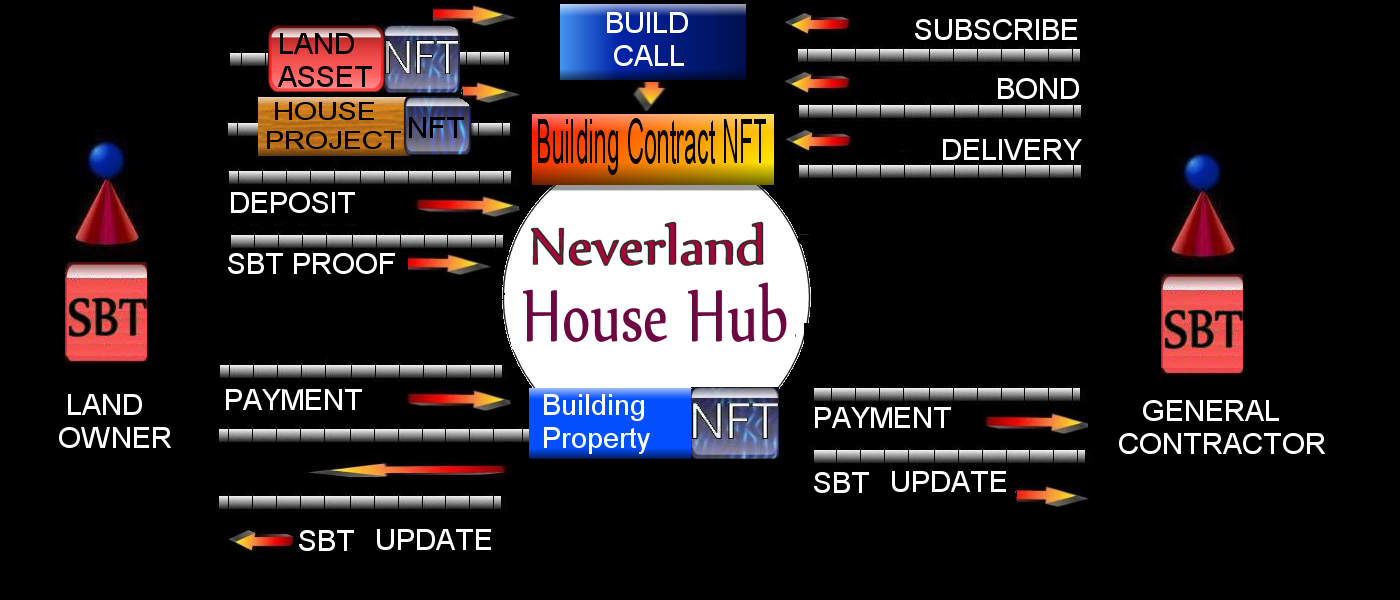 BUILD
CALL
SUBSCRIBE
LAND
ASSET
NFT
BOND
HOUSE
PROJECT
NFT
Building Contract NFT
DELIVERY
DEPOSIT
SBT PROOF
Neverland
House Hub
SBT
SBT
LAND
OWNER
PAYMENT
Building
Property
NFT
PAYMENT
GENERAL
CONTRACTOR
SBT UPDATE
SBT UPDATE